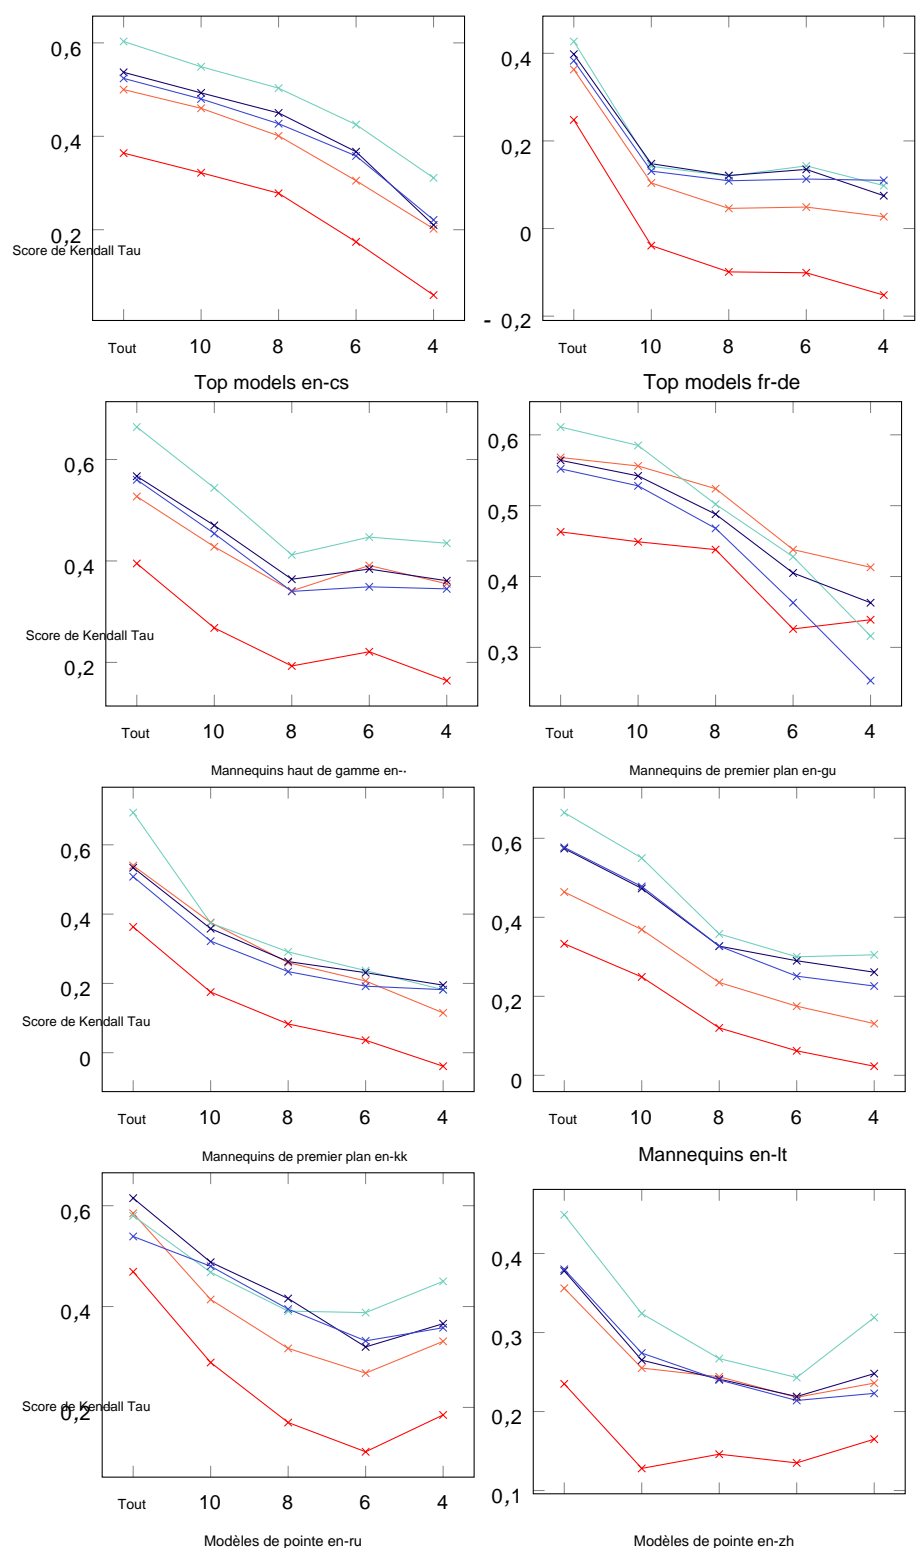 0,6
0,4
0,2
Score de Kendall Tau
Tout 10 8 6 4
Top models en-cs
0,4
0,2
0
- 0,2
Tout 10 8 6 4
Top models fr-de
0,6
0,4
0,2
Score de Kendall Tau
Tout 10 8 6 4
Mannequins haut de gamme en-
0,6
0,5
0,4
0,3
Tout 10 8 6 4
Mannequins de premier plan en-gu
0,6
0,4
0,2
0
Score de Kendall Tau
Tout 10 8 6 4
Mannequins de premier plan en-kk
0,6
0,4
0,2
0
Tout 10 8 6 4
Mannequins en-lt
0,6
0,4
0,2
Score de Kendall Tau
Tout 10 8 6 4
Modèles de pointe en-ru
0,4
0,3
0,2
0,1
Tout 10 8 6 4
Modèles de pointe en-zh